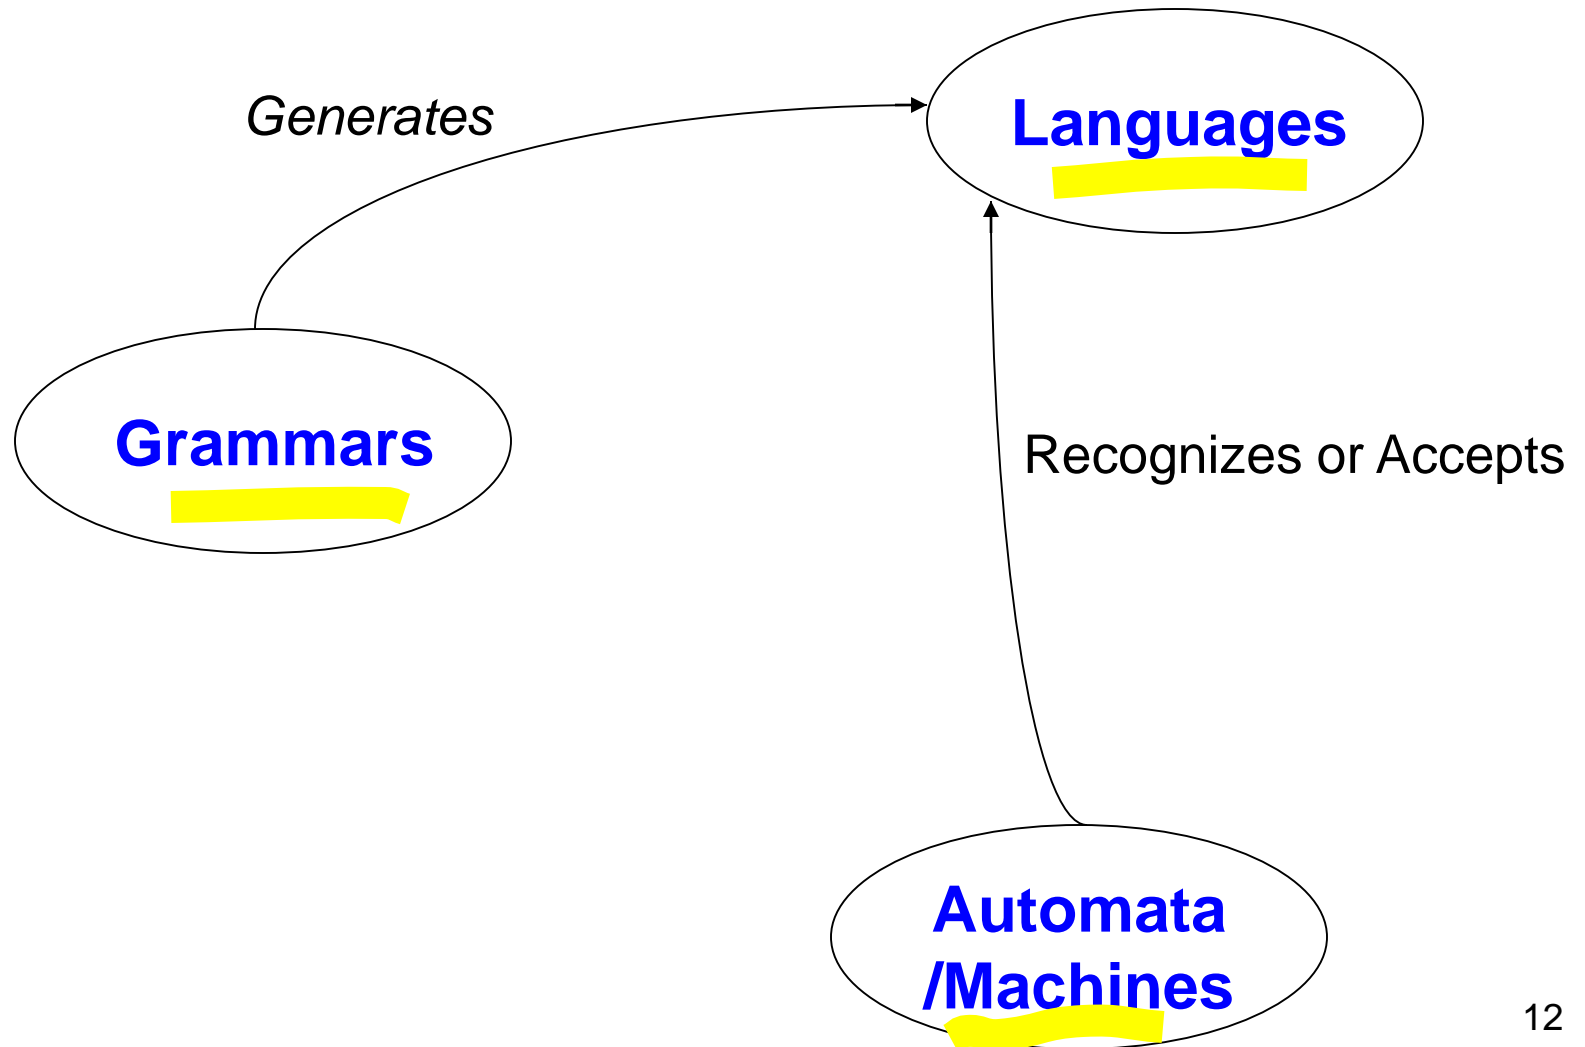 Generates
Languages
Grammars
Recognizes or Accepts
Automata
/Machines
12